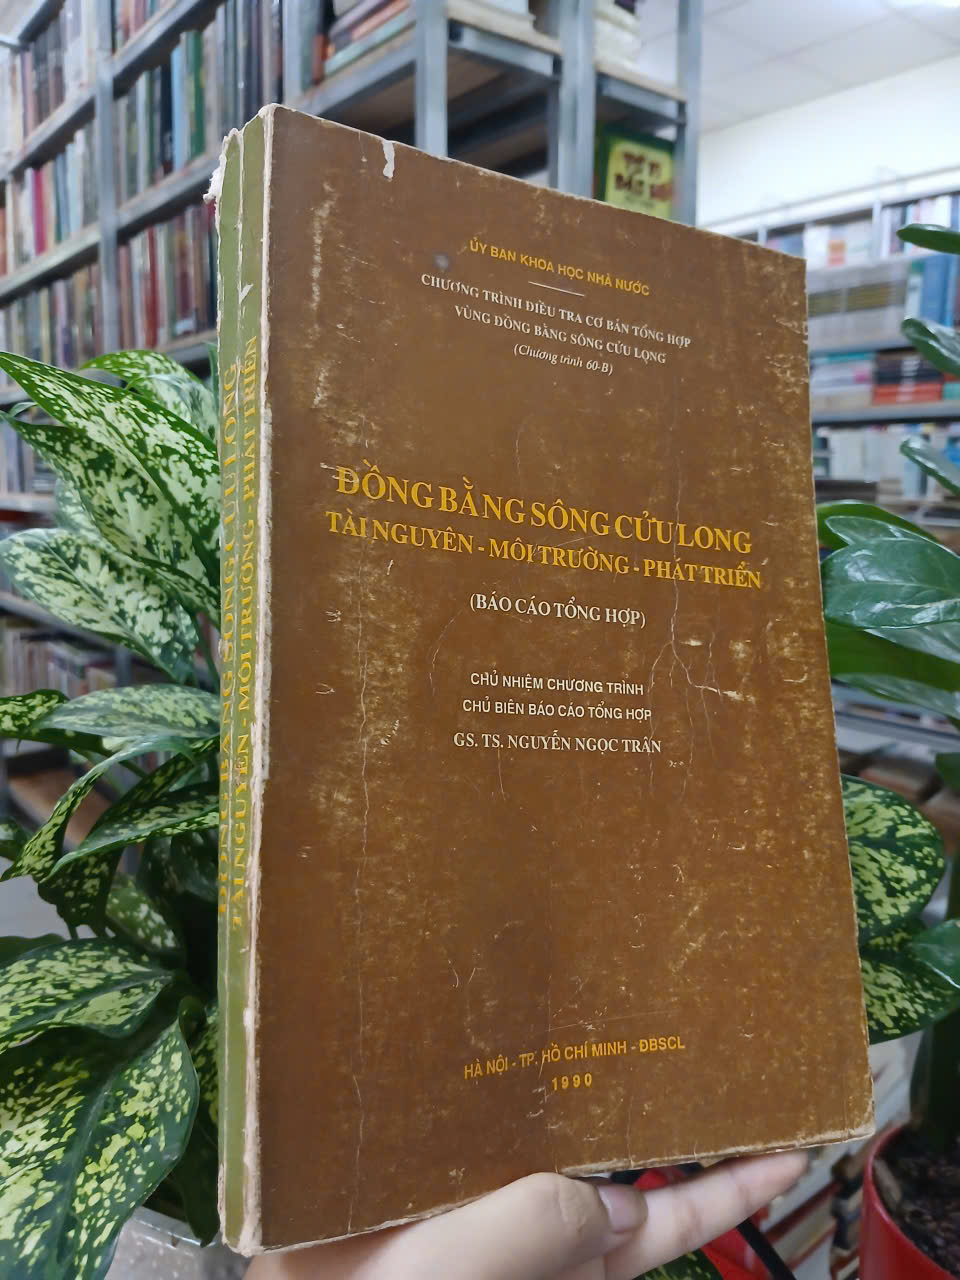 ỦY BAN KHOA HỌC NHÀ NƯỚC
CHƯƠNG TRÌNH ĐIỀU TRA CƠ BẢN TỔNG HỢP
VÙNG ĐỒNG BẰNG SÔNG CỬU LONG
(Chương trình 60-B)
ĐỒNG BẰNG SÔNG CỬU LONG
TÀI NGUYÊN - MÔI TRƯỜNG - PHÁT TRIỂN
(BÁO CÁO TỔNG HỢP)
CHỦ NHIỆM CHƯƠNG TRÌNH
CHỦ BIÊN BÁO CÁO TỔNG HỢP
GS. TS. NGUYỄN NGỌC TRÂN
HÀ NỘI - TP. HỒ CHÍ MINH - ĐBSCL
1990
ĐỒNG BẰNG SÔNG CỬU LONG
TÀI NGUYÊN - MÔI TRƯỜNG - PHÁT TRIỂN